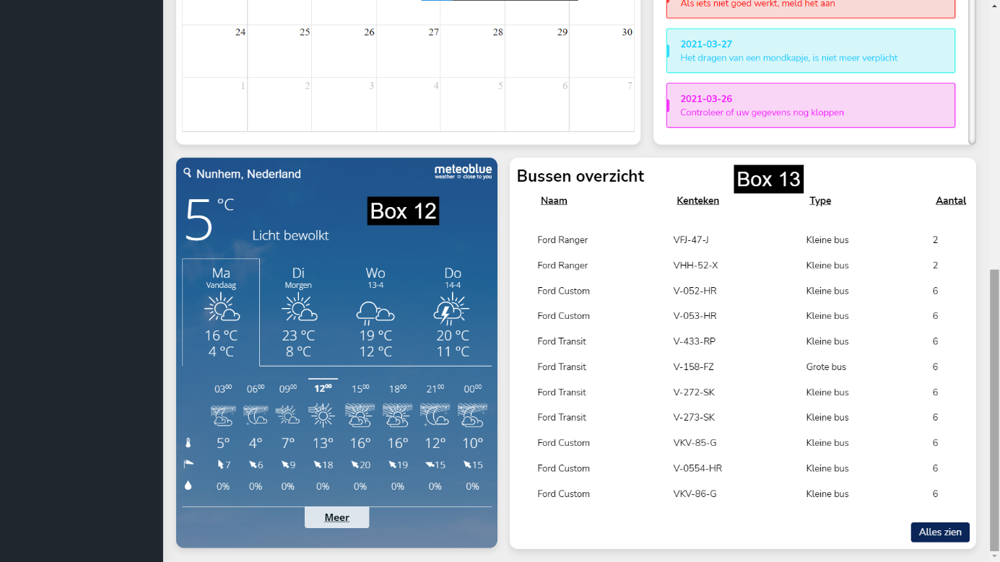 Als iets niet goed werkt, meld het aan
24 25 26 27 28 29 30
2021-03-27
Het dragen van een mondkapje, is niet meer verplicht
1 2 3 4 5 6 7
2021-03-26
Controleer of uw gegevens nog kloppen
Nunhem, Nederland
meteoblue
weather close to you
5 °C
Box 12
Licht bewolkt
Ma Di Wo Do
Vandaag Morgen 13-4 14-4
16 °C 23 °C 19 °C 20 °C
4 °C 8 °C 12 °C 11 °C
0300 0600 0900 1200 1500 1800 2100 0000
5° 4° 7° 13° 16° 16° 12° 10°
7 6 9 18 20 19 15 15
0% 0% 0% 0% 0% 0% 0% 0%
Meer
Bussen overzicht
Box 13
Naam Kenteken Type Aantal
Ford Ranger VFJ-47-J Kleine bus 2
Ford Ranger VHH-52-X Kleine bus 2
Ford Custom V-052-HR Kleine bus 6
Ford Custom V-053-HR Kleine bus 6
Ford Transit V-433-RP Kleine bus 6
Ford Transit V-158-FZ Grote bus 6
Ford Transit V-272-SK Kleine bus 6
Ford Transit V-273-SK Kleine bus 6
Ford Custom VKV-85-G Kleine bus 6
Ford Custom V-0554-HR Kleine bus 6
Ford Custom VKV-86-G Kleine bus 6
Alles zien